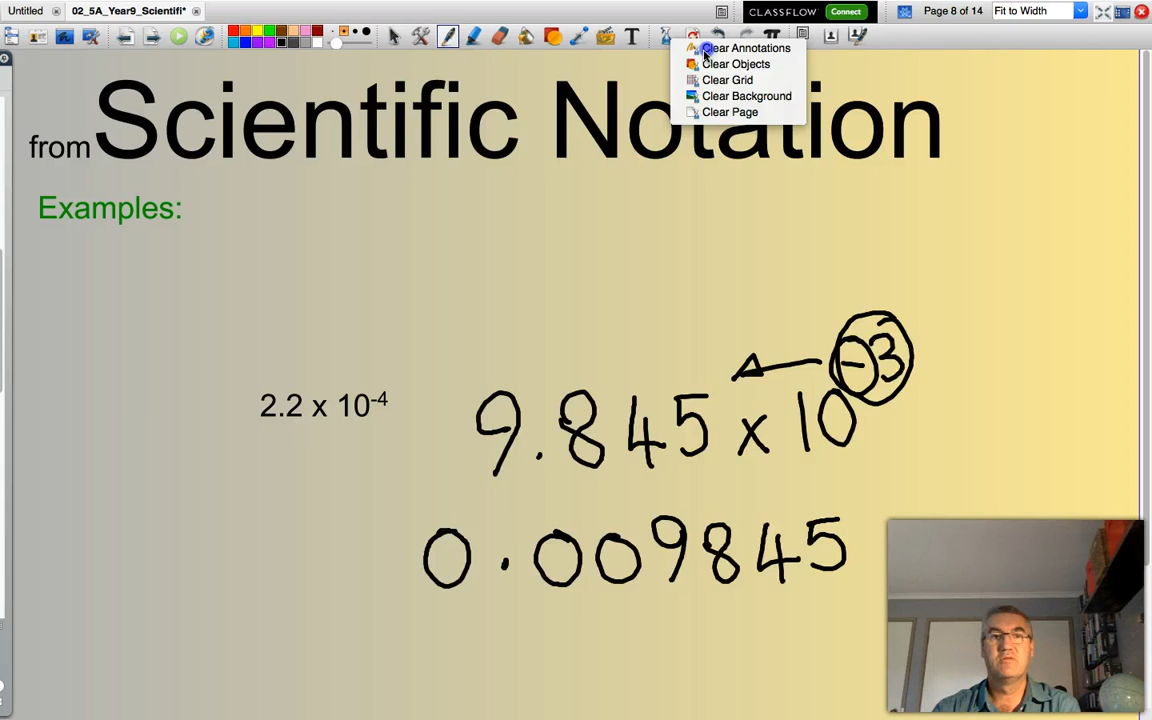 Untitled
02_5A_Year9_Scientifi*
CLASSFLOW
Connect
Page 8 of 14
Fit to Width
T
Clear Annotations
Clear Objects
Clear Grid
Clear Background
Clear Page
from Scientific Notation
Examples:
2.2 x 10⁻⁴
9.845 x 10⁻³
0.009845